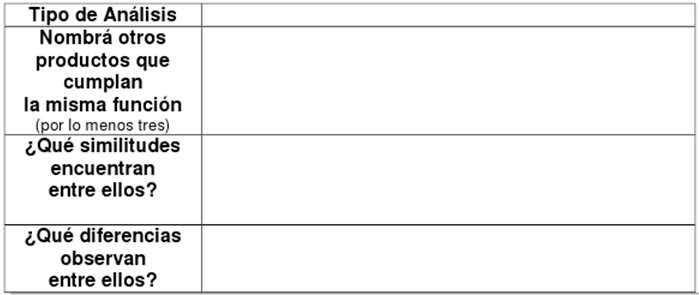 Tipo de Análisis
Nombrá otros
productos que
cumplan
la misma función
(por lo menos tres)
¿Qué similitudes
encuentran
entre ellos?
¿Qué diferencias
observan
entre ellos?